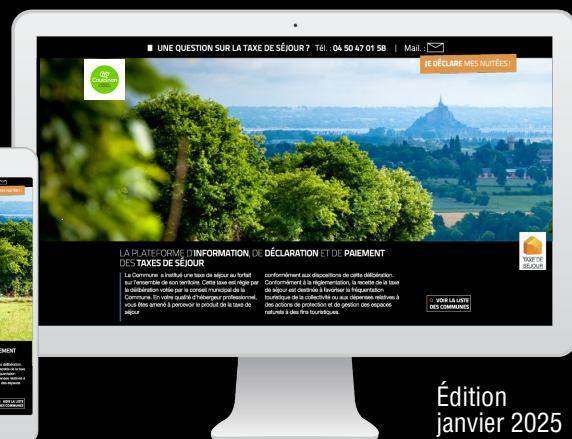 UNE QUESTION SUR LA TAXE DE SÉJOUR ? Tél. : 04 50 47 01 58 | Mail. :
JE DÉCLARE MES NUITÉES !
Couesnon
LA PLATEFORME D'INFORMATION, DE DÉCLARATION ET DE PAIEMENT
DES TAXES DE SÉJOUR
La Commune a institué une taxe de séjour au forfait
sur l'ensemble de son territoire. Cette taxe est régie par
la délibération votée par le conseil municipal de la
Commune. En votre qualité d'hébergeur professionnel,
vous êtes amené à percevoir le produit de la taxe de
séjour
conformément aux dispositions de cette délibération.
Conformément à la réglementation, la recette de la taxe
de séjour est destinée à favoriser la fréquentation
touristique de la collectivité ou aux dépenses relatives à
des actions de protection et de gestion des espaces
naturels à des fins touristiques.
TAXE DE
SÉJOUR
VOIR LA LISTE
DES COMMUNES
Édition
janvier 2025